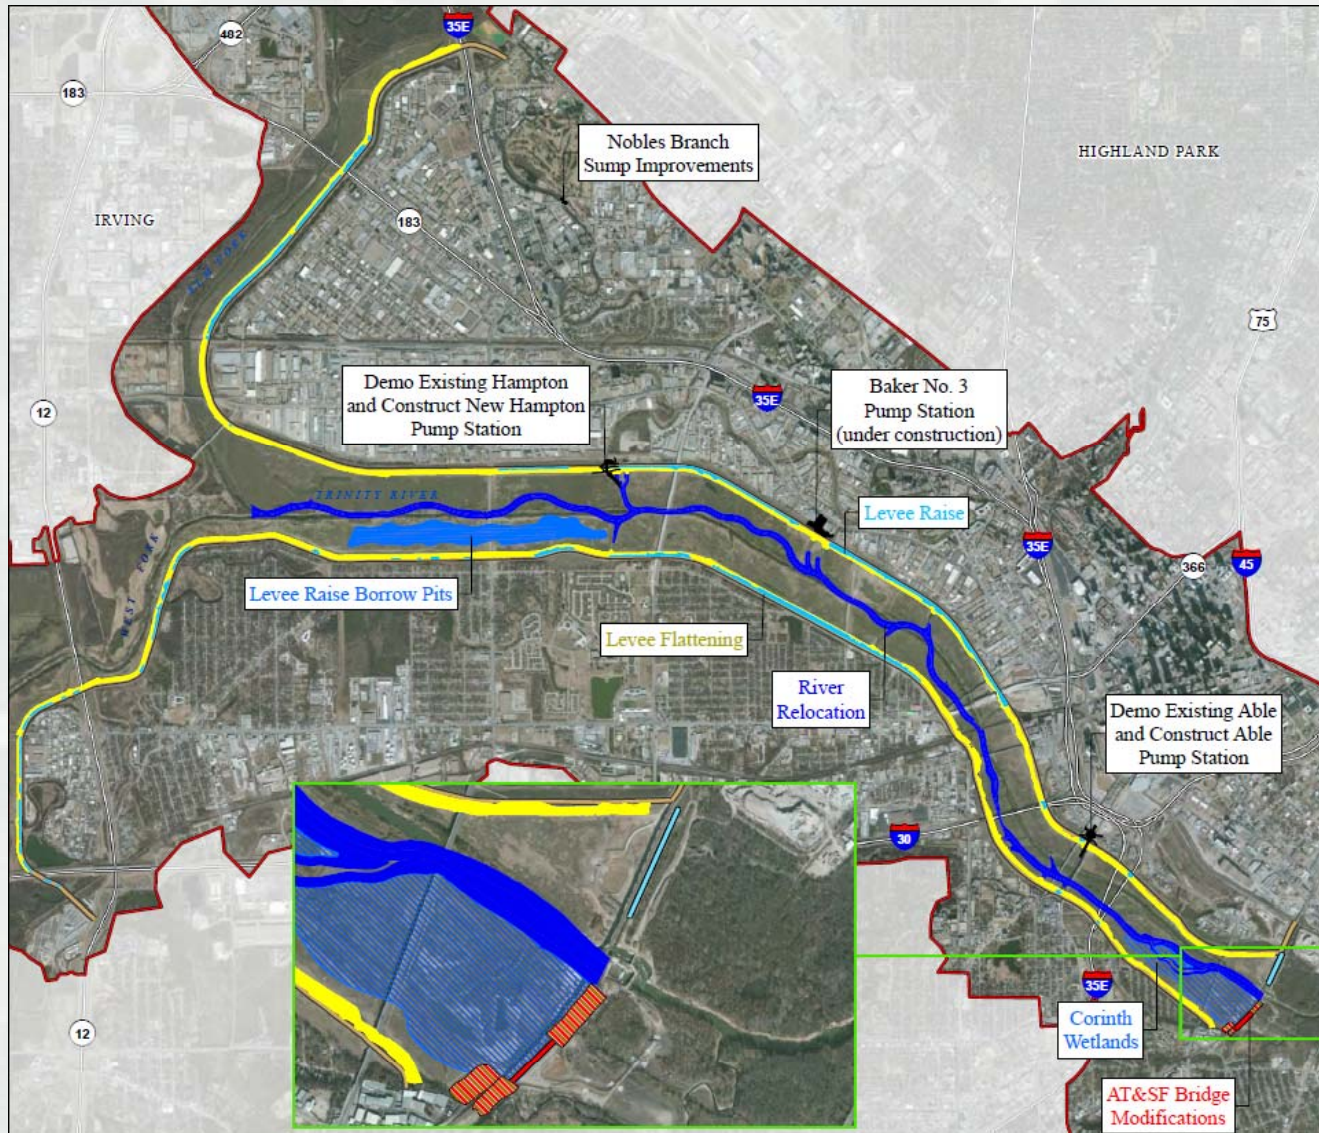 35E
482
183
Nobles Branch
Sump Improvements
HIGHLAND PARK
IRVING
183
ELM FORK
75
Demo Existing Hampton
and Construct New Hampton
Pump Station
35E
Baker No. 3
Pump Station
(under construction)
12
TRINITY RIVER
Levee Raise
35E
366
45
WEST FORK
Levee Raise Borrow Pits
Levee Flattening
River
Relocation
Demo Existing Able
and Construct Able
Pump Station
30
35E
Corinth
Wetlands
12
AT&SF Bridge
Modifications